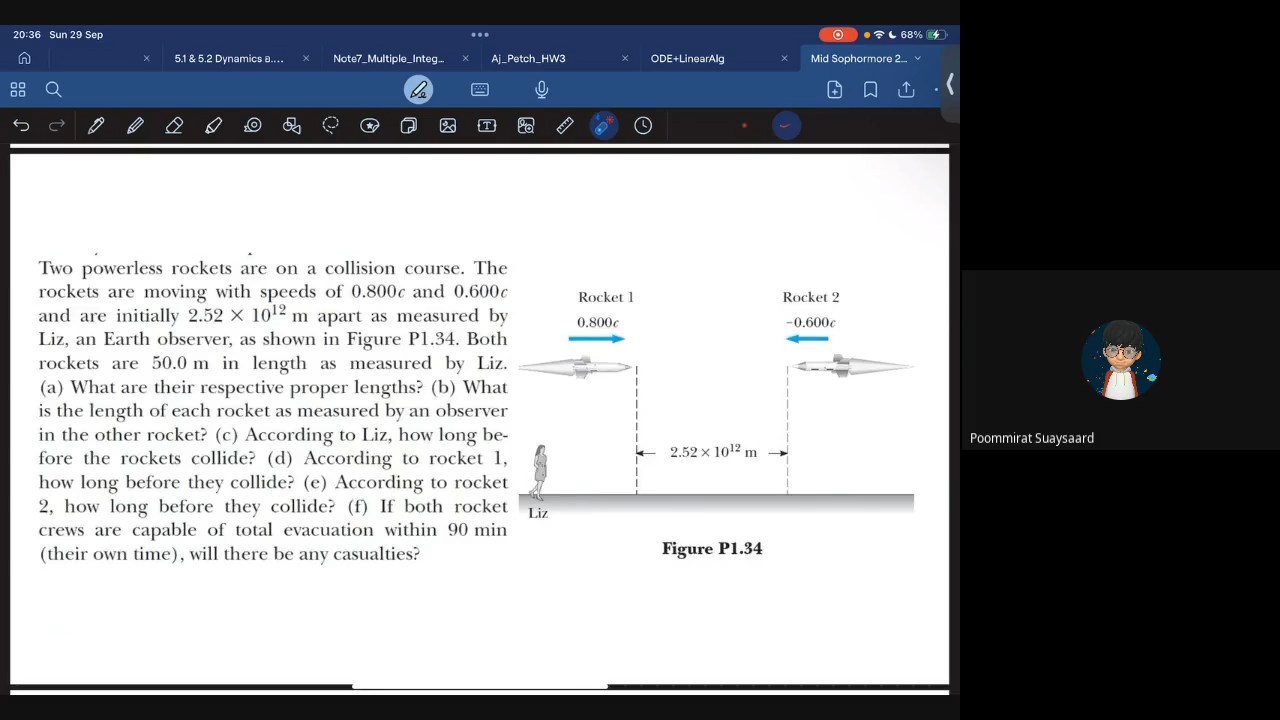 20:36 Sun 29 Sep
68%
5.1 & 5.2 Dynamics a....
Note7_Multiple_Integ...
Aj_Petch_HW3
ODE+LinearAlg
Mid Sophormore 2...
Two powerless rockets are on a collision course. The
rockets are moving with speeds of 0.800c and 0.600c
and are initially 2.52 × 10¹² m apart as measured by
Liz, an Earth observer, as shown in Figure P1.34. Both
rockets are 50.0 m in length as measured by Liz.
(a) What are their respective proper lengths? (b) What
is the length of each rocket as measured by an observer
in the other rocket? (c) According to Liz, how long be-
fore the rockets collide? (d) According to rocket 1,
how long before they collide? (e) According to rocket
2, how long before they collide? (f) If both rocket
crews are capable of total evacuation within 90 min
(their own time), will there be any casualties?
Rocket 1
0.800c
Rocket 2
-0.600c
2.52 × 10¹² m
Liz
Figure P1.34
Poommirat Suaysaard